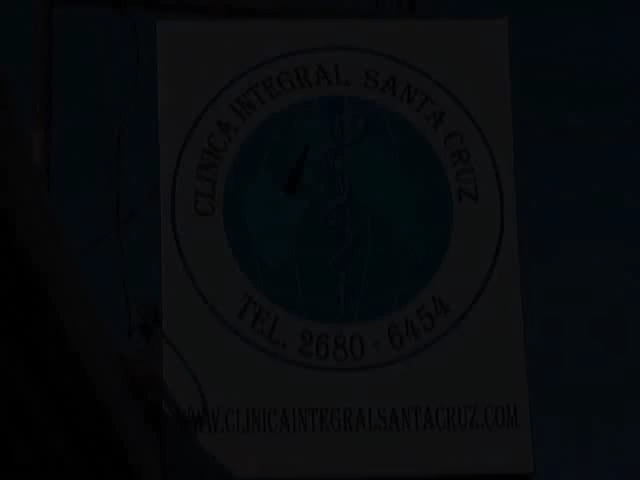 CLINICA INTEGRAL SANTA CRUZ
TEL. 2680 - 6454
WWW.CLINICAINTEGRALSANTACRUZ.COM